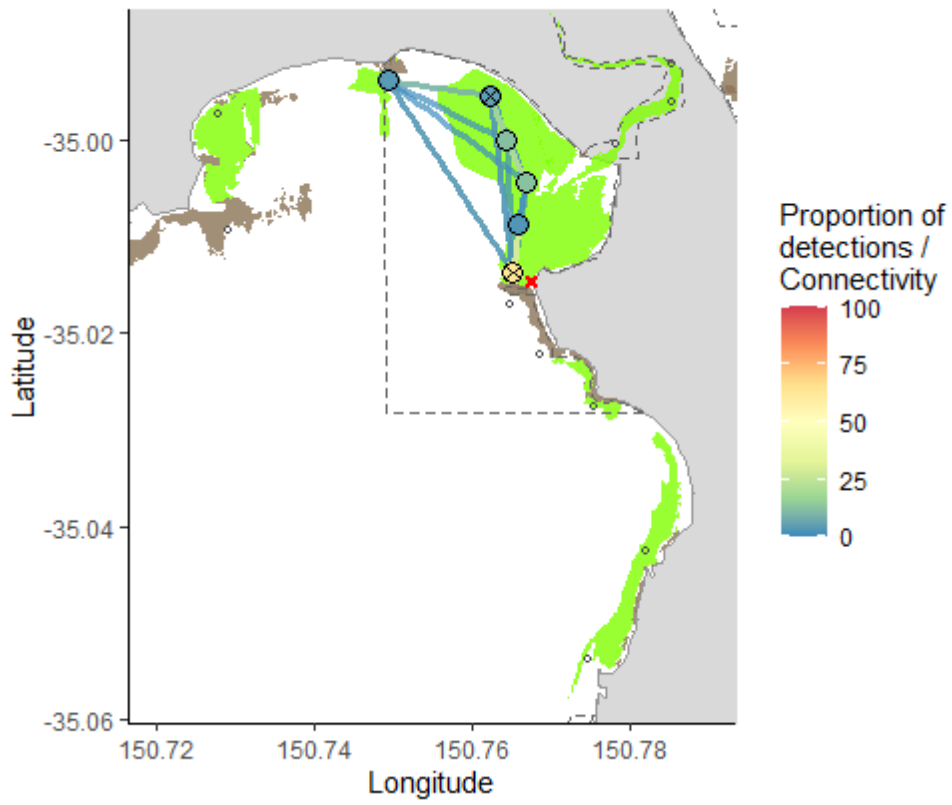 -35.00
-35.02
-35.04
-35.06
Latitude
150.72
150.74
150.76
150.78
Longitude
Proportion of
detections /
Connectivity
100
75
50
25
0